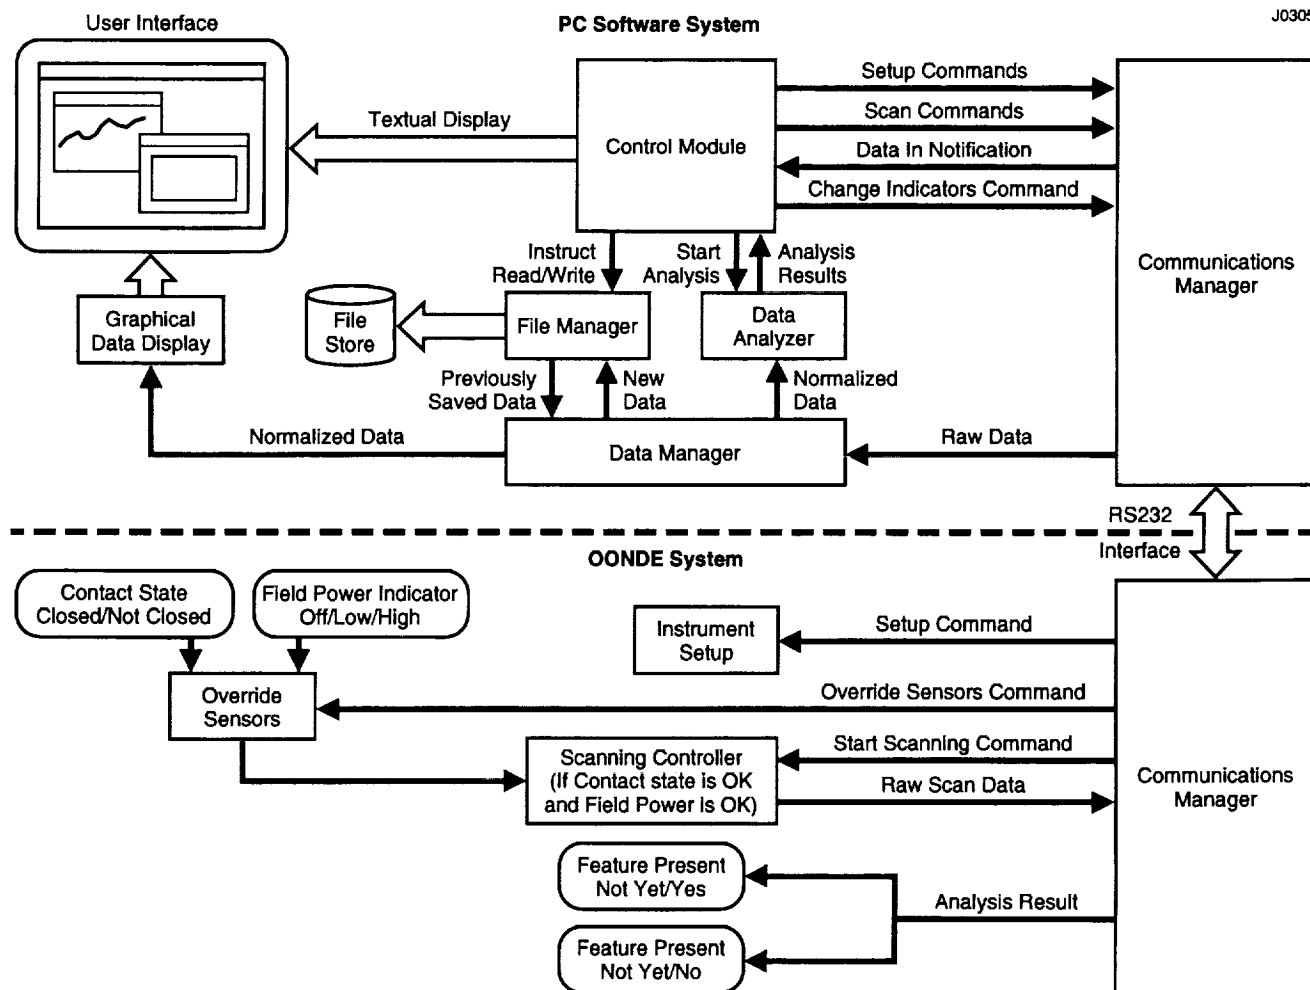 J0305
User Interface
PC Software System
Setup Commands
Scan Commands
Data In Notification
Change Indicators Command
Textual Display
Control Module
Communications
Manager
Instruct
Read/Write
Start
Analysis
Analysis
Results
Graphical
Data Display
File
Store
File Manager
Data
Analyzer
Previously
Saved Data
New
Data
Normalized
Data
Normalized Data
Data Manager
Raw Data
RS232
Interface
OONDE System
Contact State
Closed/Not Closed
Field Power Indicator
Off/Low/High
Instrument
Setup
Setup Command
Override
Sensors
Override Sensors Command
Scanning Controller
(If Contact state is OK
and Field Power is OK)
Start Scanning Command
Raw Scan Data
Communications
Manager
Feature Present
Not Yet/Yes
Analysis Result
Feature Present
Not Yet/No